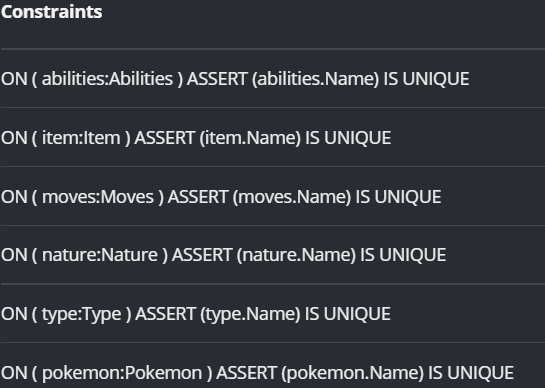 Constraints
ON ( abilities:Abilities ) ASSERT (abilities.Name) IS UNIQUE
ON ( item:Item ) ASSERT (item.Name) IS UNIQUE
ON ( moves:Moves ) ASSERT (moves.Name) IS UNIQUE
ON ( nature:Nature ) ASSERT (nature.Name) IS UNIQUE
ON ( type:Type ) ASSERT (type.Name) IS UNIQUE
ON ( pokemon:Pokemon ) ASSERT (pokemon.Name) IS UNIQUE